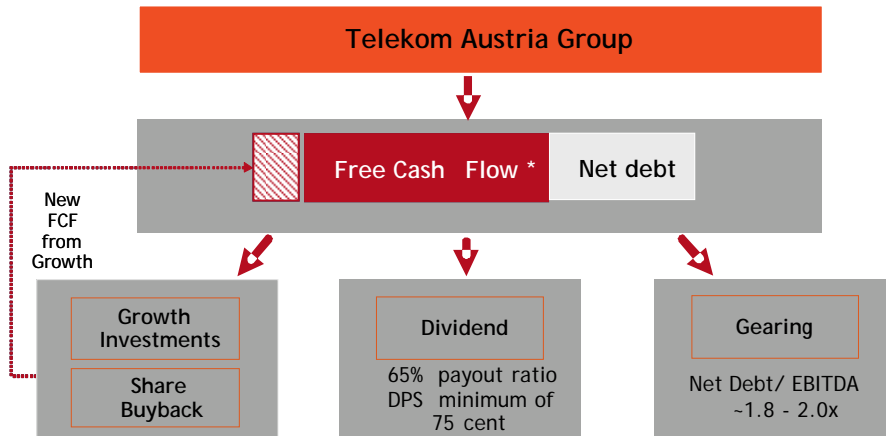 Telekom Austria Group
Free Cash Flow *
Net debt
New
FCF
from
Growth
Growth
Investments
Share
Buyback
Dividend
65% payout ratio
DPS minimum of
75 cent
Gearing
Net Debt/ EBITDA
~1.8 - 2.0x